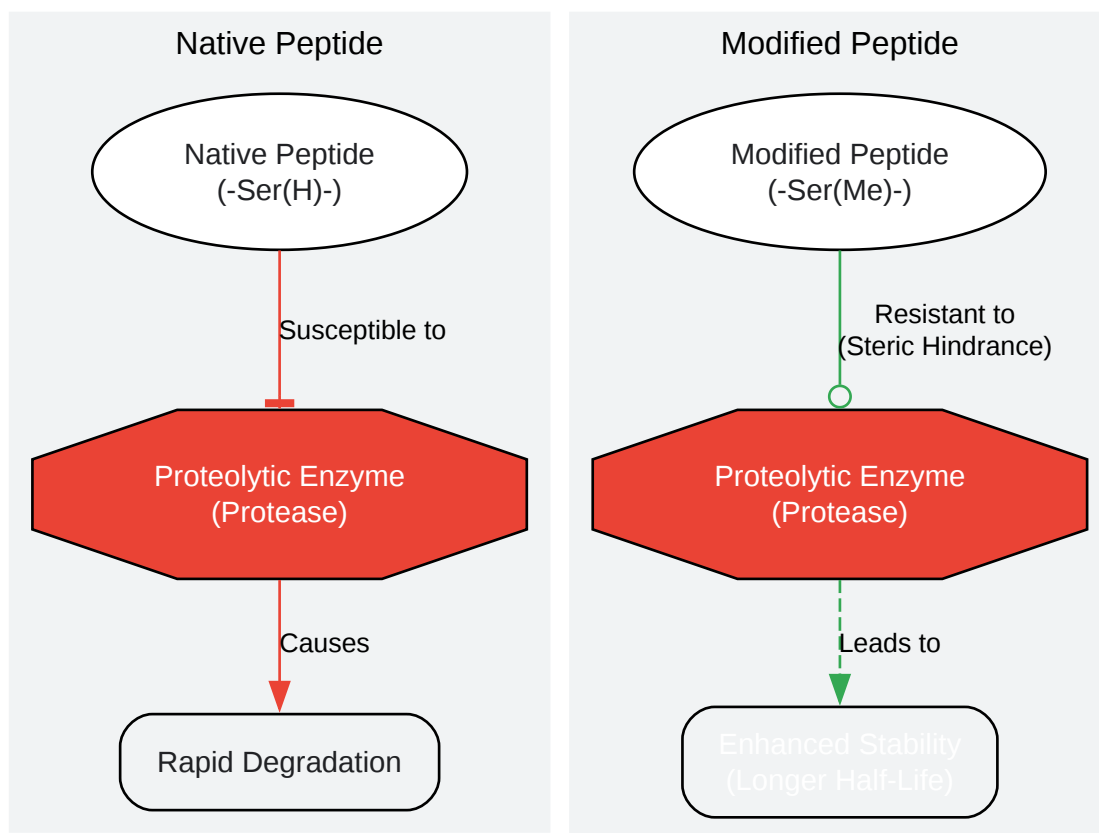 Native Peptide
Native Peptide
(-Ser(H)-)
Susceptible to
Proteolytic Enzyme
(Protease)
Causes
Rapid Degradation
Modified Peptide
Modified Peptide
(-Ser(Me)-)
Resistant to
(Steric Hindrance)
Proteolytic Enzyme
(Protease)
Leads to
Enhanced Stability
(Longer Half-Life)